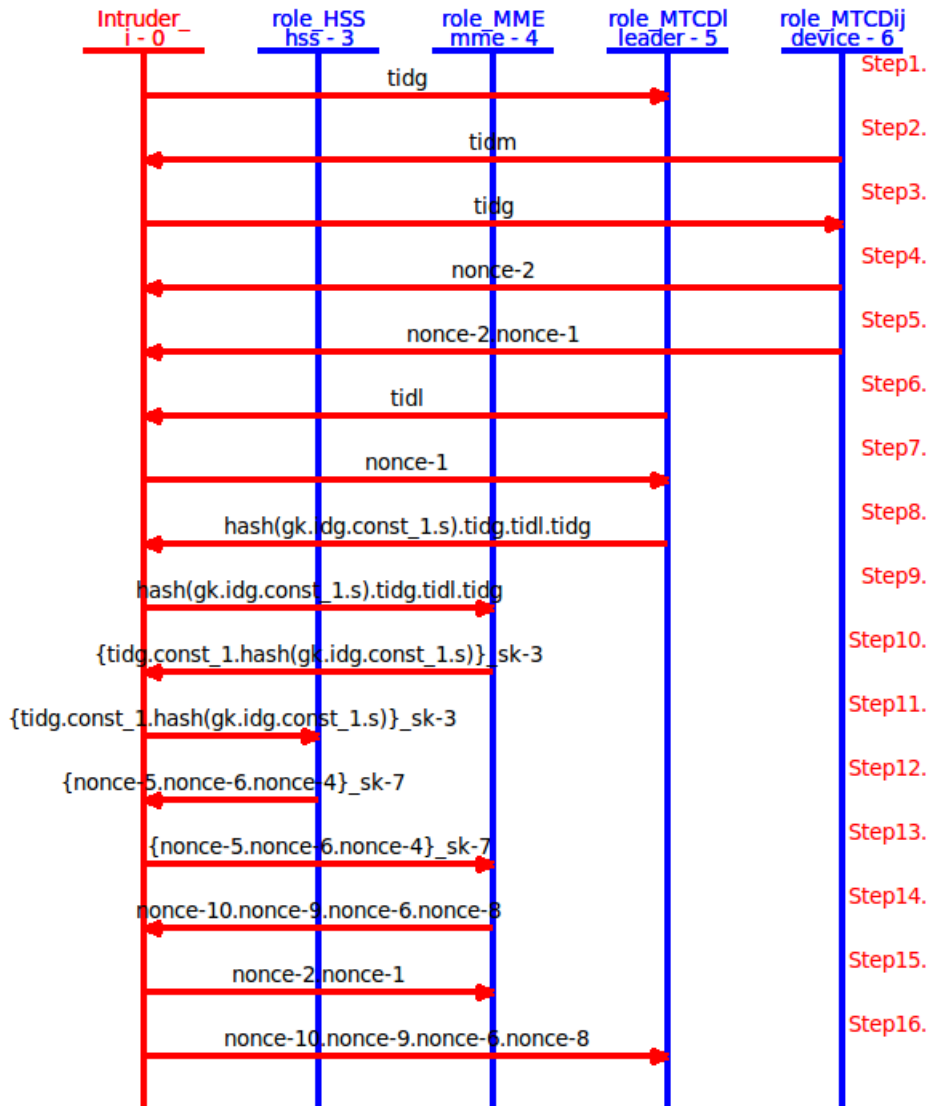 Intruder_ role_HSS role_MME role_MTCDl role_MTCDij
i - 0 hss - 3 mme - 4 leader - 5 device - 6
Step1.
tidg
Step2.
tidm
Step3.
tidg
Step4.
nonce-2
Step5.
nonce-2.nonce-1
Step6.
tidl
Step7.
nonce-1
Step8.
hash(gk.idg.const_1.s).tidg.tidl.tidg
Step9.
hash(gk.idg.const_1.s).tidg.tidl.tidg
Step10.
{tidg.const_1.hash(gk.idg.const_1.s)}_sk-3
Step11.
{tidg.const_1.hash(gk.idg.const_1.s)}_sk-3
Step12.
{nonce-5.nonce-6.nonce-4}_sk-7
Step13.
{nonce-5.nonce-6.nonce-4}_sk-7
Step14.
nonce-10.nonce-9.nonce-6.nonce-8
Step15.
nonce-2.nonce-1
Step16.
nonce-10.nonce-9.nonce-6.nonce-8